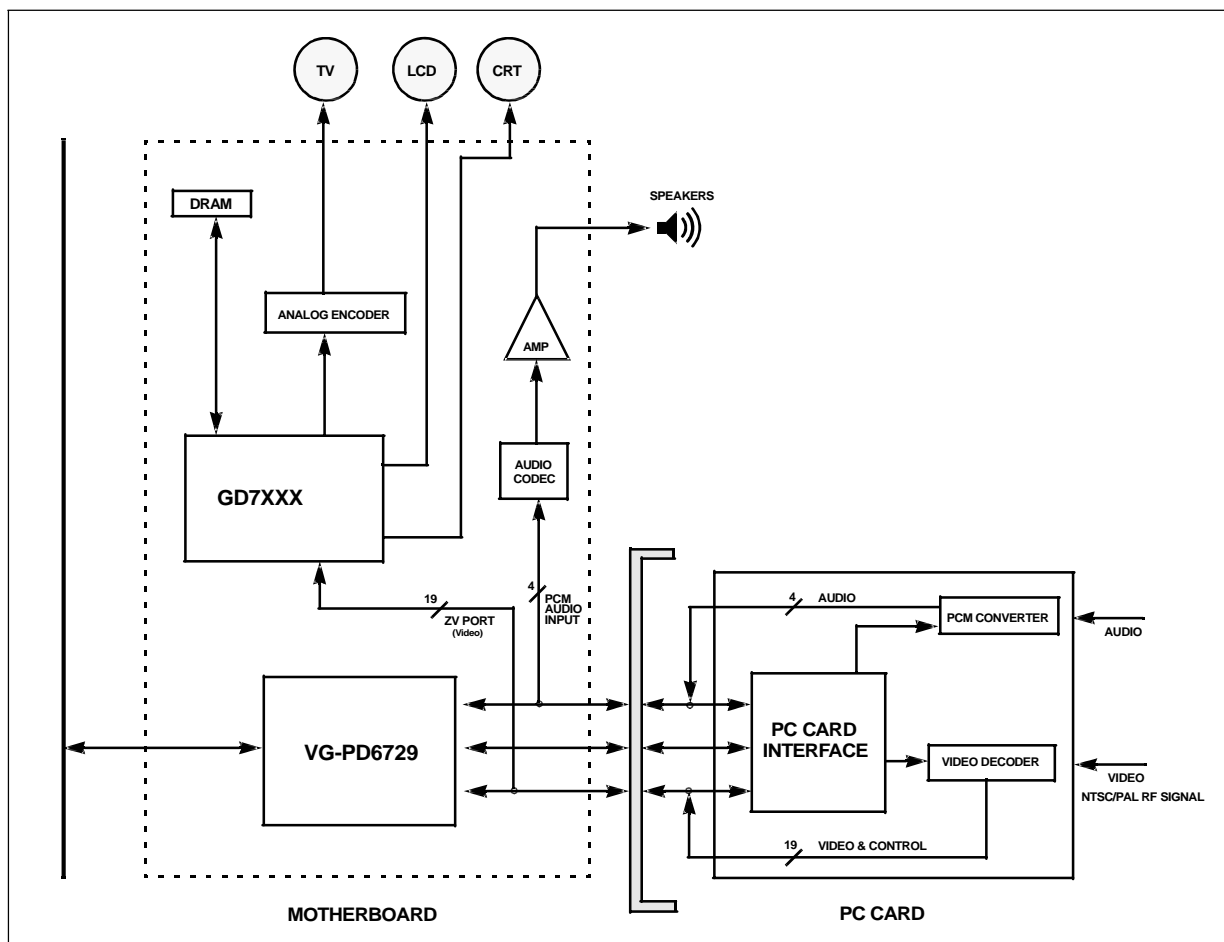 TV
LCD
CRT
DRAM
SPEAKERS
ANALOG ENCODER
AMP
AUDIO
CODEC
GD7XXX
4
PCM
AUDIO
INPUT
19
ZV PORT
(Video)
4
AUDIO
PCM CONVERTER
AUDIO
VG-PD6729
PC CARD
INTERFACE
VIDEO DECODER
VIDEO
NTSC/PAL RF SIGNAL
19
VIDEO & CONTROL
MOTHERBOARD
PC CARD